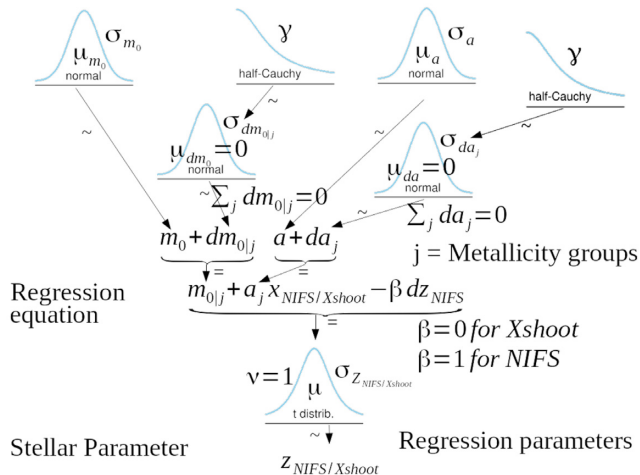 μ_{m_0} σ_{m_0}
normal
γ
half-Cauchy
μ_a σ_a
normal
γ
half-Cauchy
~
~
~
~
μ_{dm_0}=0 σ_{dm_{0|j}}
normal
μ_{da}=0 σ_{da_j}
normal
~ ∑_j dm_{0|j}=0
~ ∑_j da_j=0
m_0+dm_{0|j} a+da_j
j = Metallicity groups
= =
Regression
equation
m_{0|j}+a_j x_{NIFS/Xshoot} −β dz_{NIFS}
=
β=0 for Xshoot
β=1 for NIFS
ν=1 μ σ_{Z_{NIFS/Xshoot}}
t distrib.
~
Stellar Parameter
Regression parameters
z_{NIFS/Xshoot}